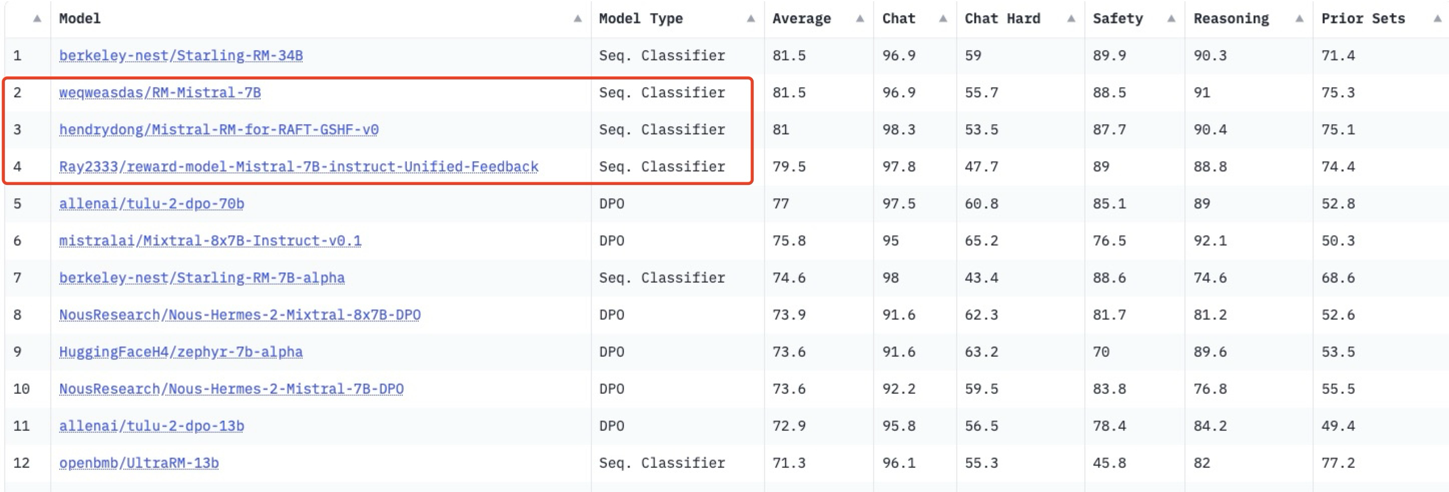 ▲ Model ▲ Model Type ▲ Average ▲ Chat ▲ Chat Hard ▲ Safety ▲ Reasoning ▲ Prior Sets ▲
1 berkeley-nest/Starling-RM-34B Seq. Classifier 81.5 96.9 59 89.9 90.3 71.4
2 weqweasdas/RM-Mistral-7B Seq. Classifier 81.5 96.9 55.7 88.5 91 75.3
3 hendrydong/Mistral-RM-for-RAFT-GSHF-v0 Seq. Classifier 81 98.3 53.5 87.7 90.4 75.1
4 Ray2333/reward-model-Mistral-7B-instruct-Unified-Feedback Seq. Classifier 79.5 97.8 47.7 89 88.8 74.4
5 allenai/tulu-2-dpo-70b DPO 77 97.5 60.8 85.1 89 52.8
6 mistralai/Mixtral-8x7B-Instruct-v0.1 DPO 75.8 95 65.2 76.5 92.1 50.3
7 berkeley-nest/Starling-RM-7B-alpha Seq. Classifier 74.6 98 43.4 88.6 74.6 68.6
8 NousResearch/Nous-Hermes-2-Mixtral-8x7B-DPO DPO 73.9 91.6 62.3 81.7 81.2 52.6
9 HuggingFaceH4/zephyr-7b-alpha DPO 73.6 91.6 63.2 70 89.6 53.5
10 NousResearch/Nous-Hermes-2-Mistral-7B-DPO DPO 73.6 92.2 59.5 83.8 76.8 55.5
11 allenai/tulu-2-dpo-13b DPO 72.9 95.8 56.5 78.4 84.2 49.4
12 openbmb/UltraRM-13b Seq. Classifier 71.3 96.1 55.3 45.8 82 77.2